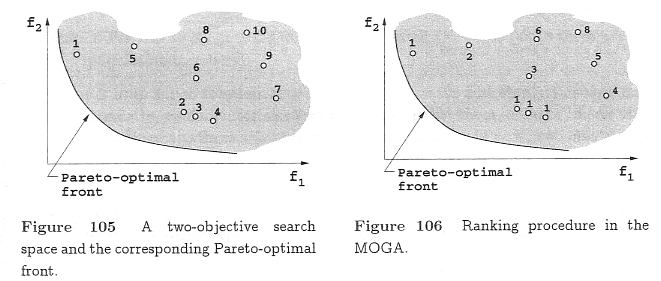 f2
1
5
8
10
6
9
7
2
3
4
Pareto-optimal
front
f1
Figure 105 A two-objective search
space and the corresponding Pareto-optimal
front.
f2
1
2
6
8
3
5
4
1
1
1
Pareto-optimal
front
f1
Figure 106 Ranking procedure in the
MOGA.